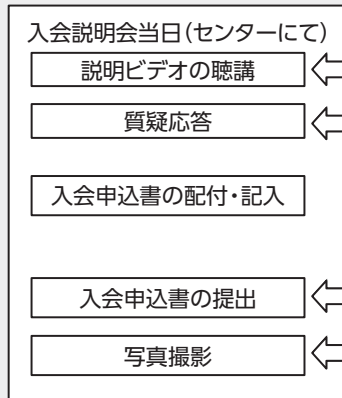 入会説明会当日(センターにて)
説明ビデオの聴講
質疑応答
入会申込書の配付・記入
入会申込書の提出
写真撮影